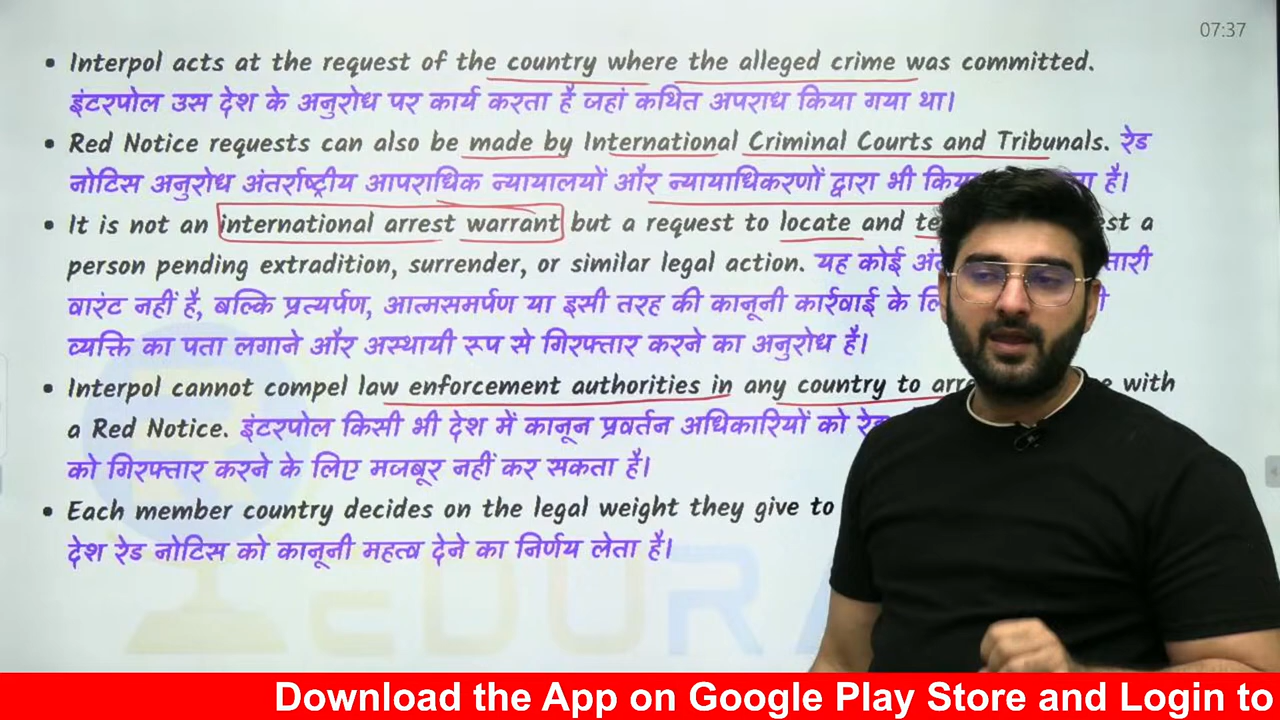 07:37
• Interpol acts at the request of the country where the alleged crime was committed.
इंटरपोल उस देश के अनुरोध पर कार्य करता है जहां कथित अपराध किया गया था।
• Red Notice requests can also be made by International Criminal Courts and Tribunals. रेड
नोटिस अनुरोध अंतर्राष्ट्रीय आपराधिक न्यायालयों और न्यायाधिकरणों द्वारा भी है।
• It is not an international arrest warrant but a request to locate and a
person pending extradition, surrender, or similar legal action. यह कोई
वारंट नहीं है, बल्कि प्रत्यर्पण, आत्मसमर्पण या इसी तरह की कानूनी कार्रवाई के
व्यक्ति का पता लगाने और अस्थायी रूप से गिरफ्तार करने का अनुरोध है।
• Interpol cannot compel law enforcement authorities in any country to with
a Red Notice. इंटरपोल किसी भी देश में कानून प्रवर्तन अधिकारियों को
को गिरफ्तार करने के लिए मजबूर नहीं कर सकता है।
• Each member country decides on the legal weight they give to
देश रेड नोटिस को कानूनी महत्व देने का निर्णय लेता है।
EDURA
Download the App on Google Play Store and Login to